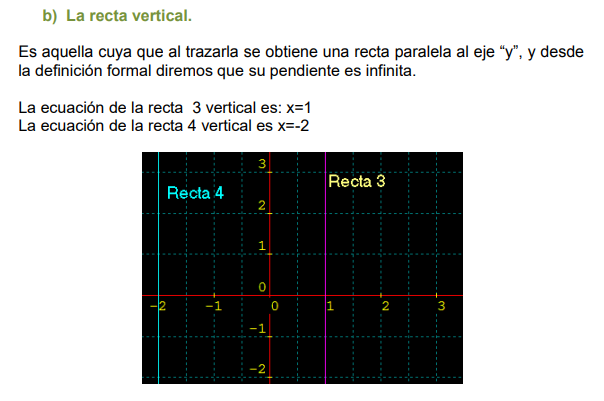 b) La recta vertical.
Es aquella cuya que al trazarla se obtiene una recta paralela al eje “y”, y desde
la definición formal diremos que su pendiente es infinita.
La ecuación de la recta 3 vertical es: x=1
La ecuación de la recta 4 vertical es x=-2
3
Recta 3
Recta 4
2
1
0
-2 -1 0 1 2 3
-1
-2